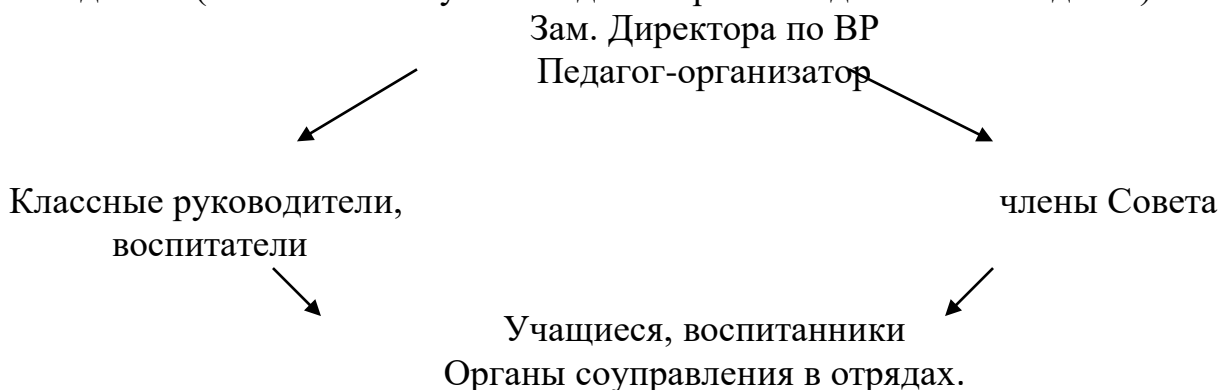 Зам. Директора по ВР
Педагог-организатор
Классные руководители,
члены Совета
воспитатели
Учащиеся, воспитанники
Органы соуправления в отрядах.